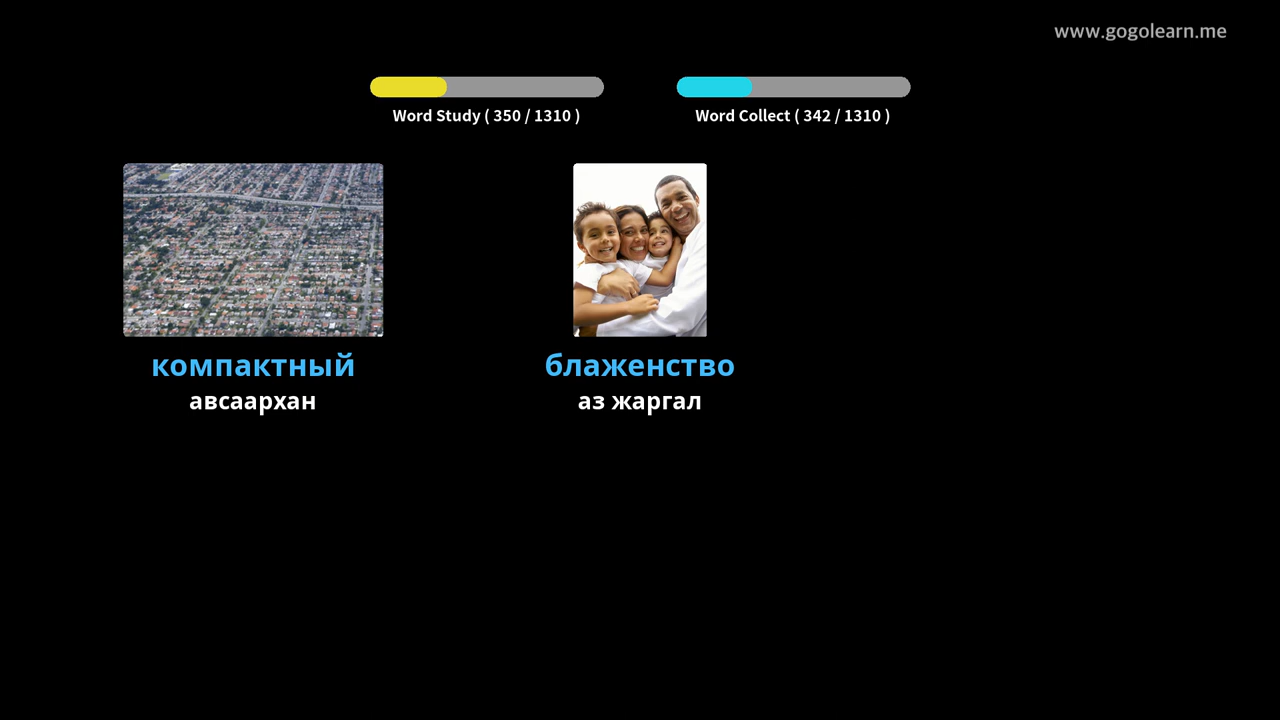 www.gogolearn.me
Word Study ( 350 / 1310 )
Word Collect ( 342 / 1310 )
компактный
авсаархан
блаженство
аз жаргал